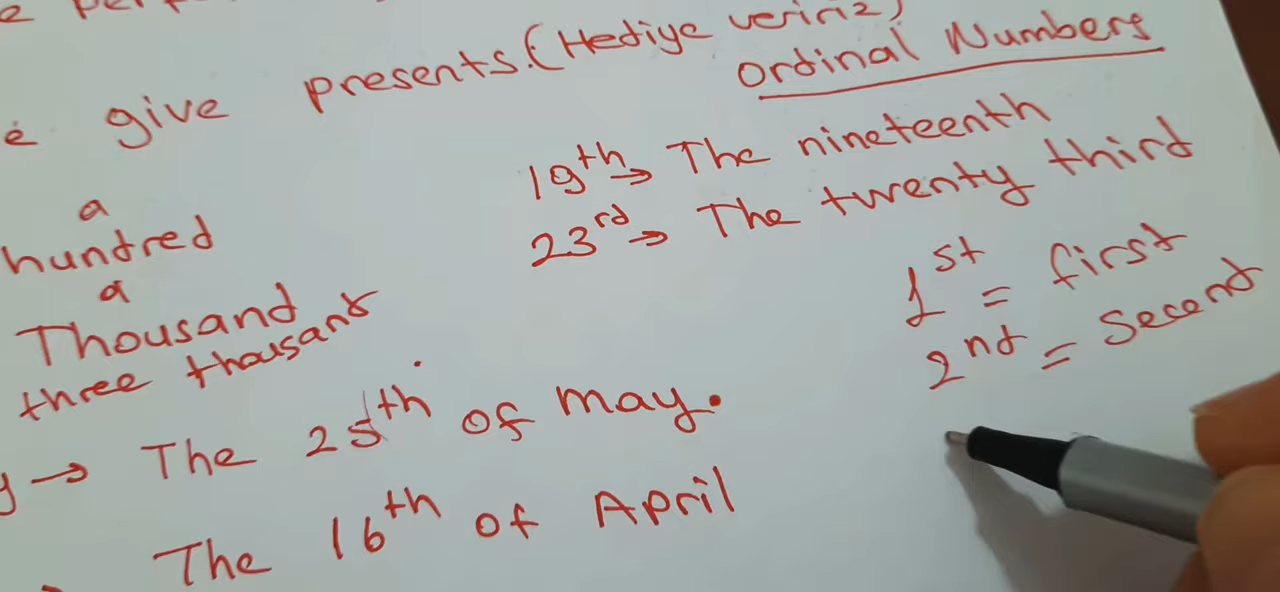 give presents. (Hediye veririz)
Ordinal Numbers
19th → The nineteenth
23rd → The twenty third
a
hundred
a
Thousand
three thousand
1st = first
2nd = Second
→ The 25th of may.
The 16th of April